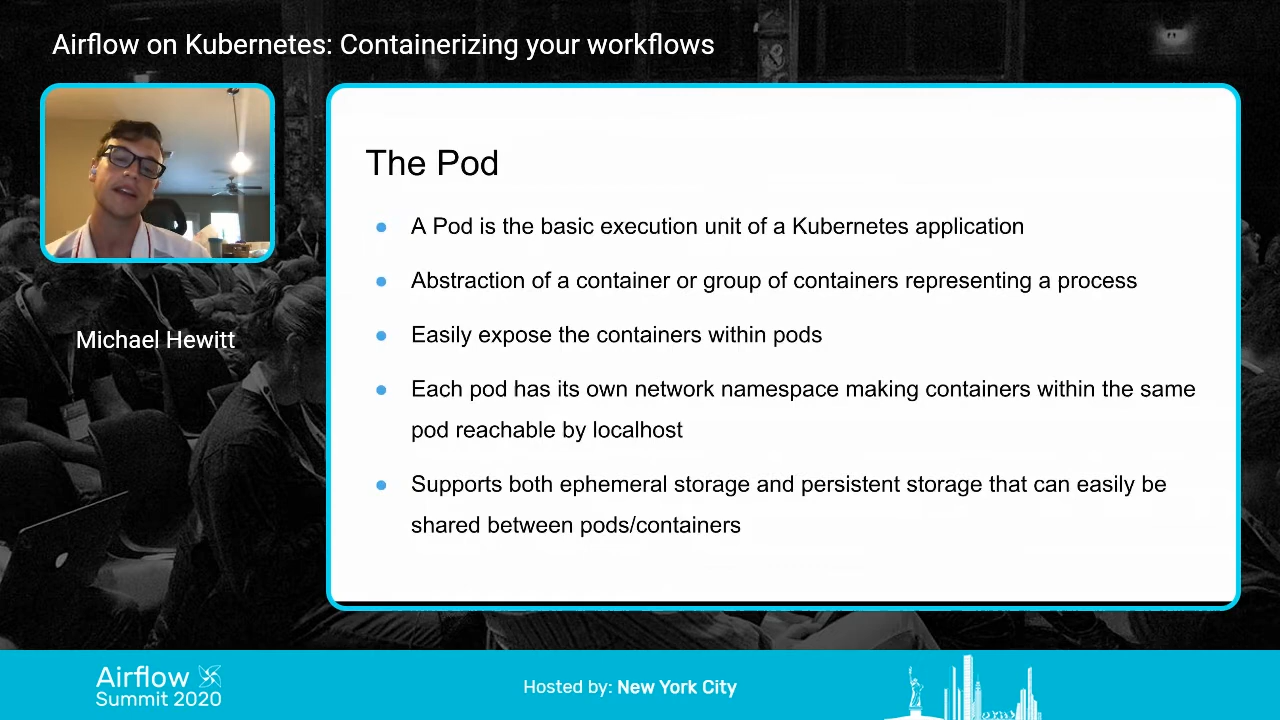 Airflow on Kubernetes: Containerizing your workflows
Michael Hewitt
The Pod
A Pod is the basic execution unit of a Kubernetes application
Abstraction of a container or group of containers representing a process
Easily expose the containers within pods
Each pod has its own network namespace making containers within the same
pod reachable by localhost
Supports both ephemeral storage and persistent storage that can easily be
shared between pods/containers
Airflow
Summit 2020
Hosted by: New York City